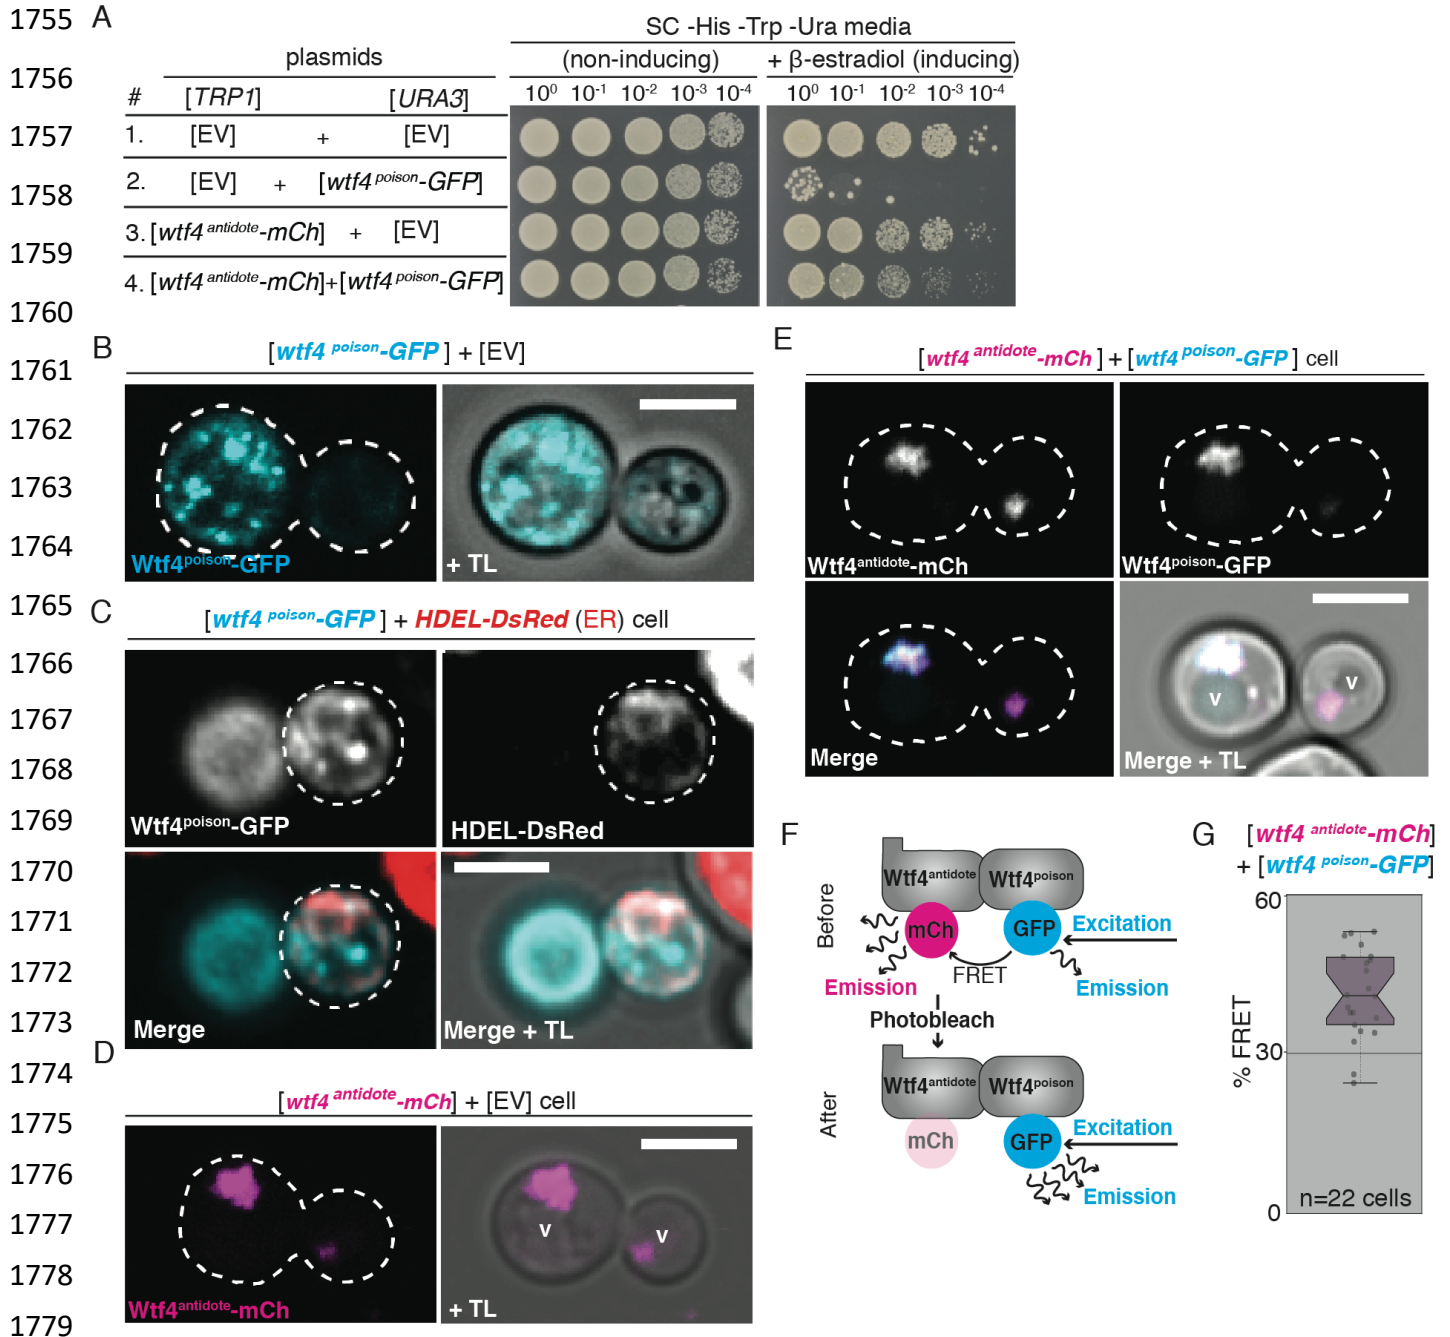 1755
1756
1757
1758
1759
1760
1761
1762
1763
1764
1765
1766
1767
1768
1769
1770
1771
1772
1773
1774
1775
1776
1777
1778
1779
A
SC -His -Trp -Ura media
plasmids
(non-inducing)
+ β-estradiol (inducing)
# [TRP1] [URA3]
10⁰ 10⁻¹ 10⁻² 10⁻³ 10⁻⁴
10⁰ 10⁻¹ 10⁻² 10⁻³ 10⁻⁴
1. [EV] + [EV]
2. [EV] + [wtf4 poison-GFP]
3. [wtf4 antidote-mCh] + [EV]
4. [wtf4 antidote-mCh]+[wtf4 poison-GFP]
B
[wtf4 poison-GFP ] + [EV]
Wtf4poison-GFP
+ TL
C
[wtf4 poison-GFP ] + HDEL-DsRed (ER) cell
Wtf4poison-GFP
HDEL-DsRed
Merge
Merge + TL
D
[wtf4 antidote-mCh] + [EV] cell
Wtf4antidote-mCh
v
v
+ TL
E
[wtf4 antidote-mCh ] + [wtf4 poison-GFP ] cell
Wtf4antidote-mCh
Wtf4poison-GFP
Merge
v
v
Merge + TL
F
Before
Wtf4antidote
Wtf4poison
mCh
GFP
Excitation
FRET
Emission
Emission
Photobleach
After
Wtf4antidote
Wtf4poison
mCh
GFP
Excitation
Emission
G
[wtf4 antidote-mCh]
+ [wtf4 poison-GFP]
60
% FRET
30
0
n=22 cells